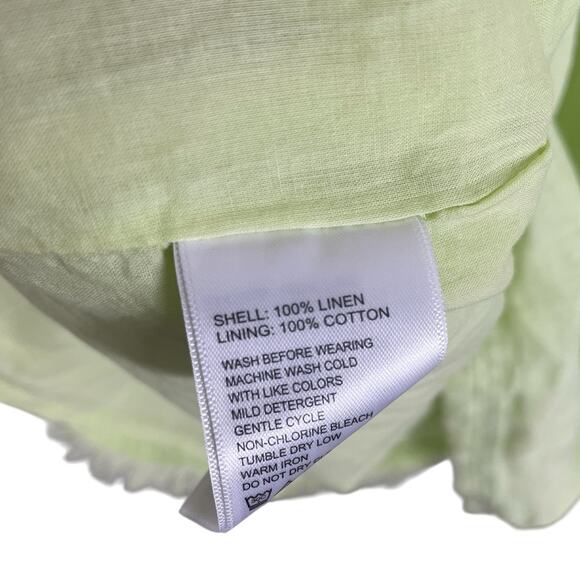 SHELL: 100% LINEN
LINING: 100% COTTON
WASH BEFORE WEARING
MACHINE WASH COLD
WITH LIKE COLORS
MILD DETERGENT
GENTLE CYCLE
NON-CHLORINE BLEACH
TUMBLE DRY LOW
WARM IRON
DO NOT DRY